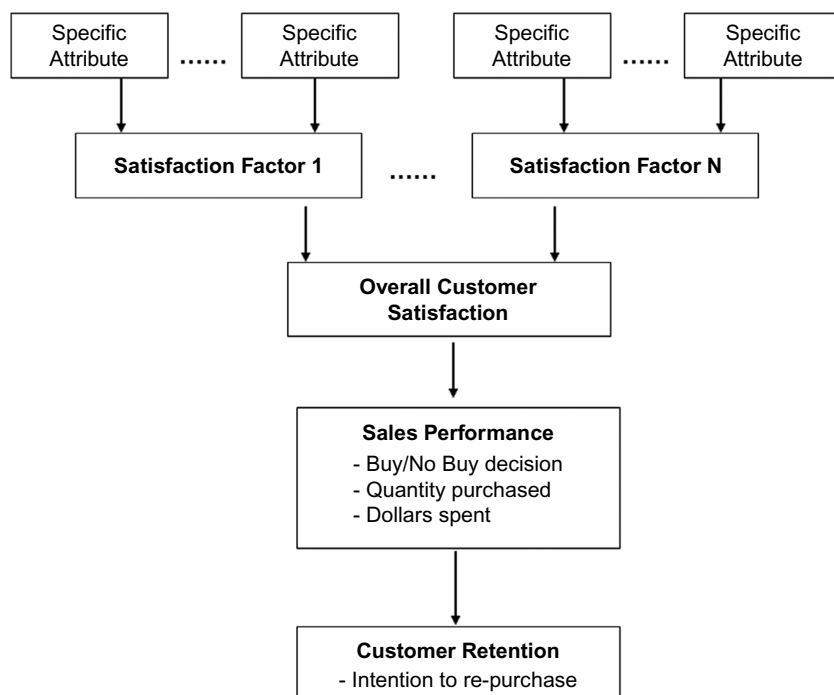 Specific
Attribute
......
Specific
Attribute
Specific
Attribute
......
Specific
Attribute
Satisfaction Factor 1
......
Satisfaction Factor N
Overall Customer
Satisfaction
Sales Performance
- Buy/No Buy decision
- Quantity purchased
- Dollars spent
Customer Retention
- Intention to re-purchase